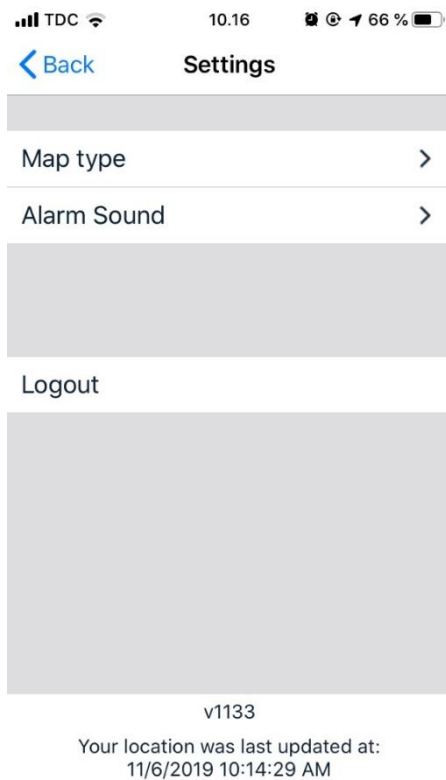 TDC 10.16 66 %
Back Settings
Map type
Alarm Sound
Logout
v1133
Your location was last updated at:
11/6/2019 10:14:29 AM